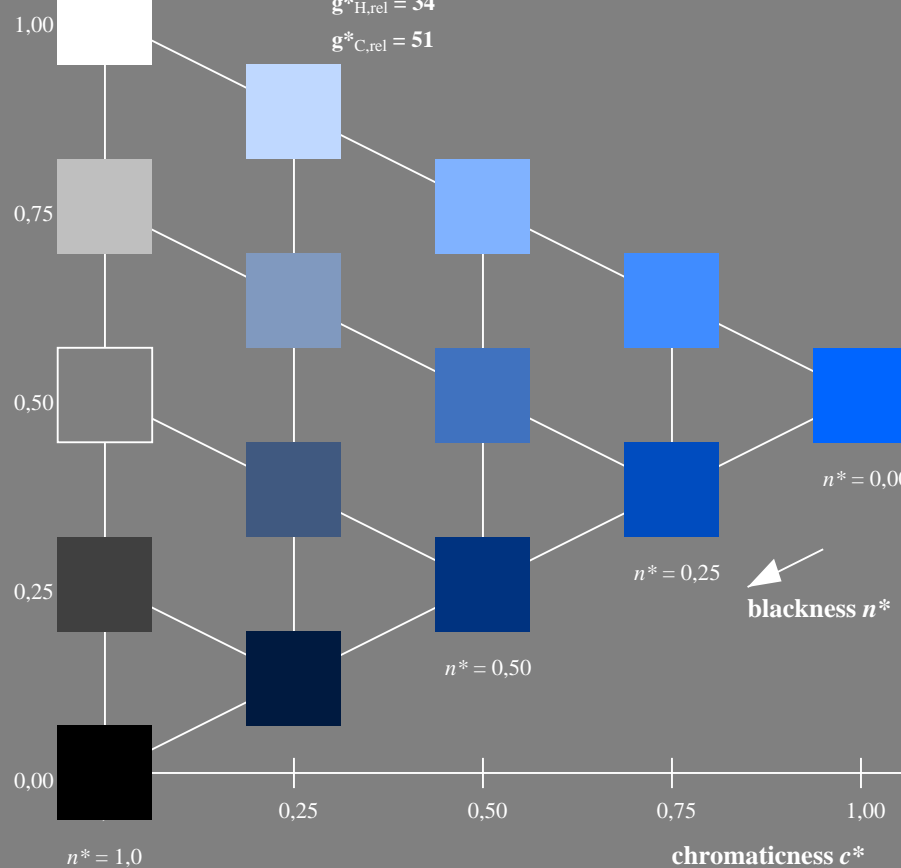 g*H,rel = 34
1,00
g*C,rel = 51
0,75
0,50
n* = 0,00
n* = 0,25
0,25
blackness n*
n* = 0,50
0,00
0,25
0,50
0,75
1,00
n* = 1,0
chromaticness c*